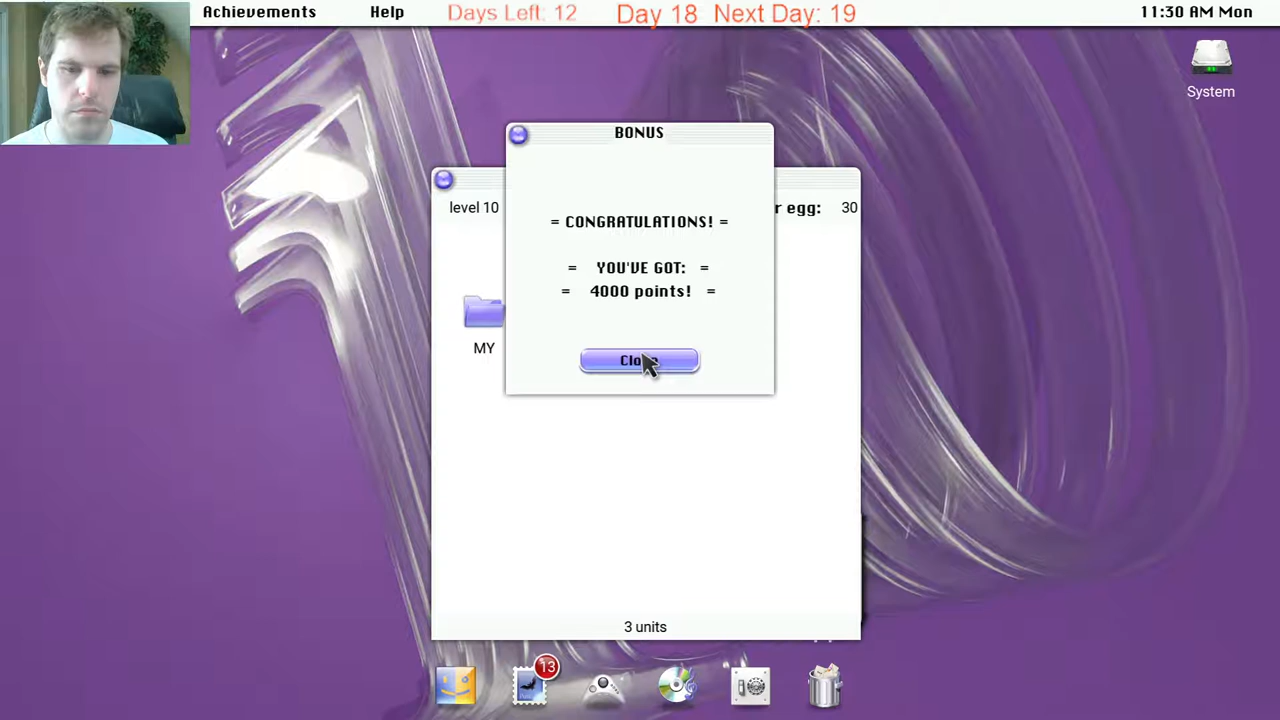 Achievements Help Days Left: 12 Day 18 Next Day: 19 11:30 AM Mon
System
BONUS
level 10 r egg: 30
= CONGRATULATIONS! =
= YOU'VE GOT: =
= 4000 points! =
MY
3 units
13